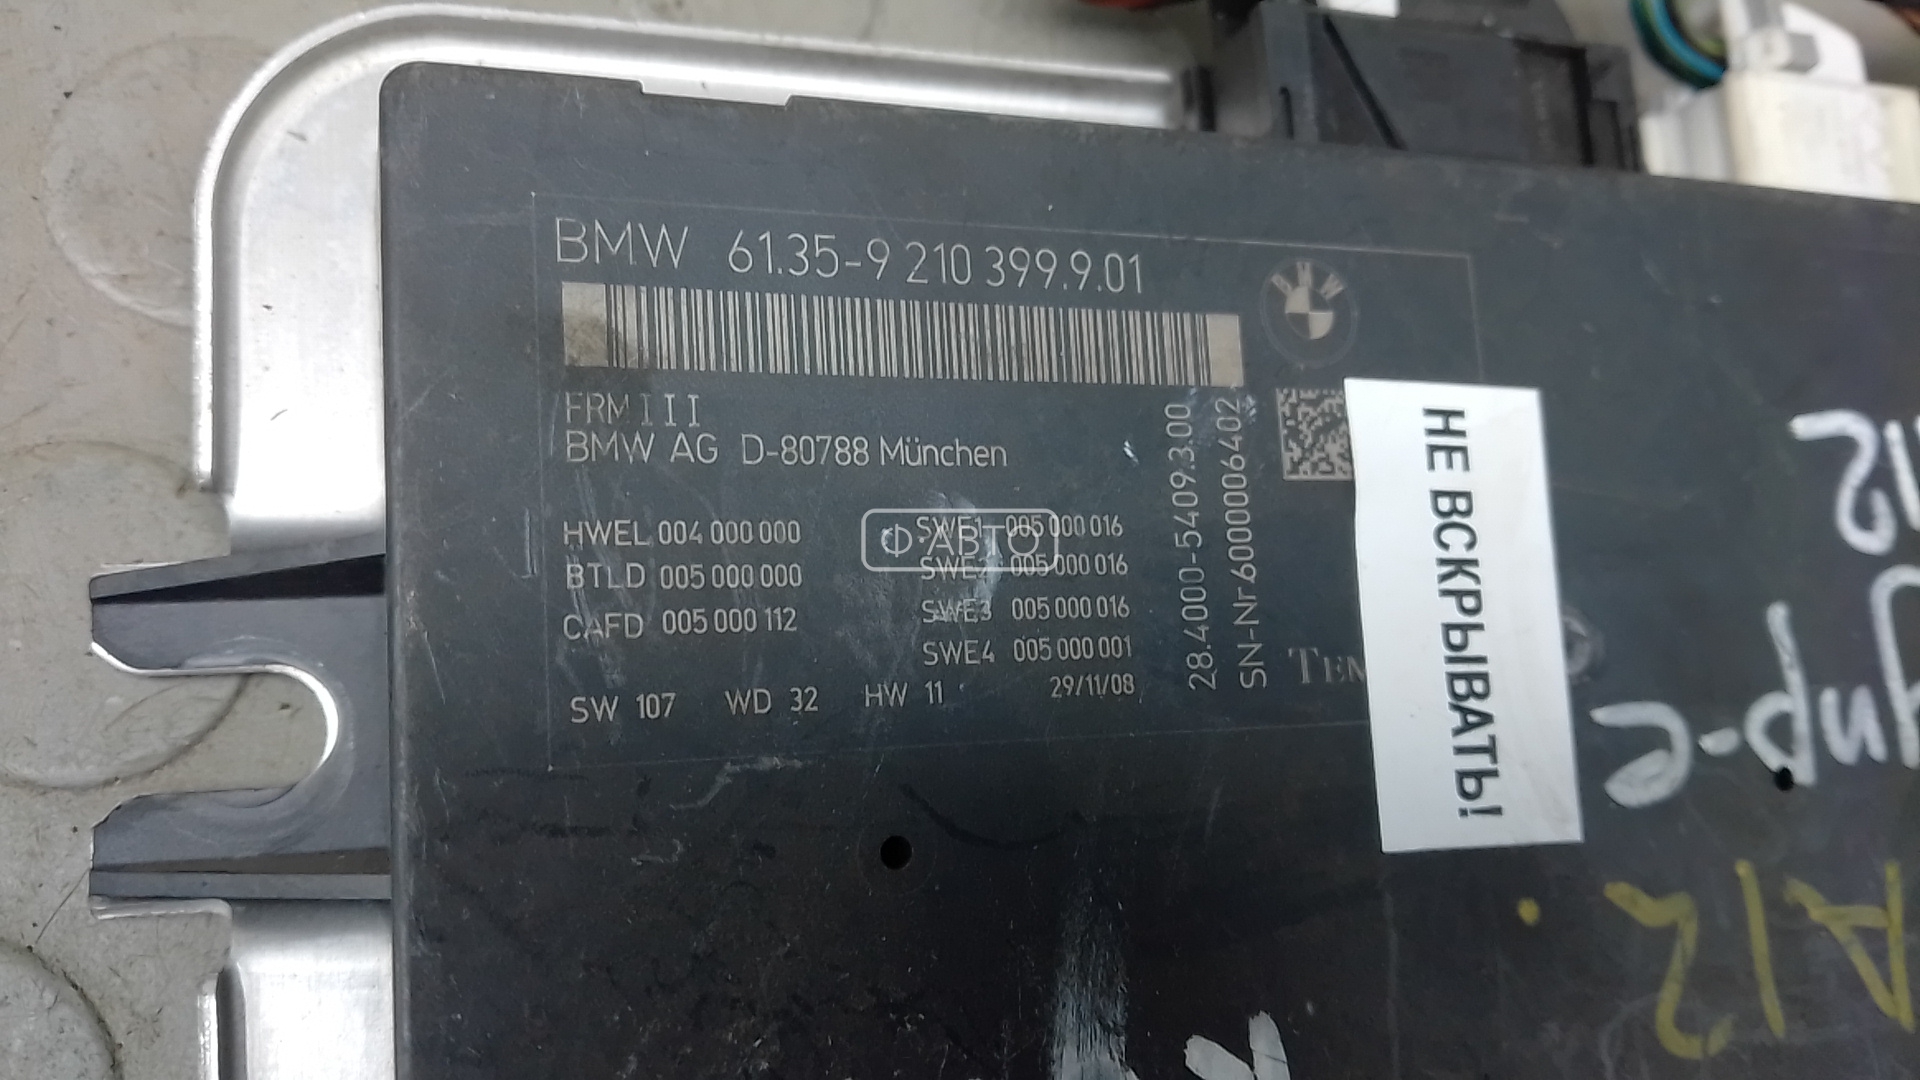 BMW 61.35-9 210 399.9.01
BMW
FRM III
BMW AG D-80788 München
HWEL 004 000 000
BTLD 005 000 000
CAFD 005 000 112
SWE1 005 000 016
SWE2 005 000 016
SWE3 005 000 016
SWE4 005 000 001
SW 107 WD 32 HW 11 29/11/08
28.4000-5409.3.00
SN-Nr 6000006402
Ф АВТО
НЕ ВСКРЫВАТЬ!
A12